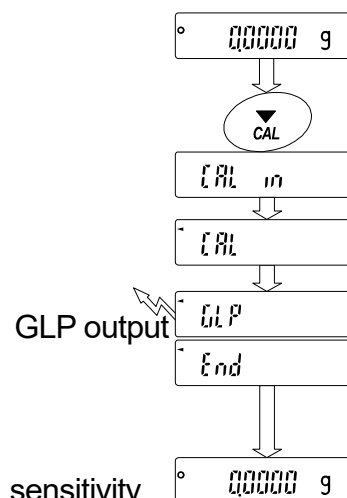 0.0000 g
CAL
CAL in
CAL
GLP output
GLP
End
sensitivity
0.0000 g